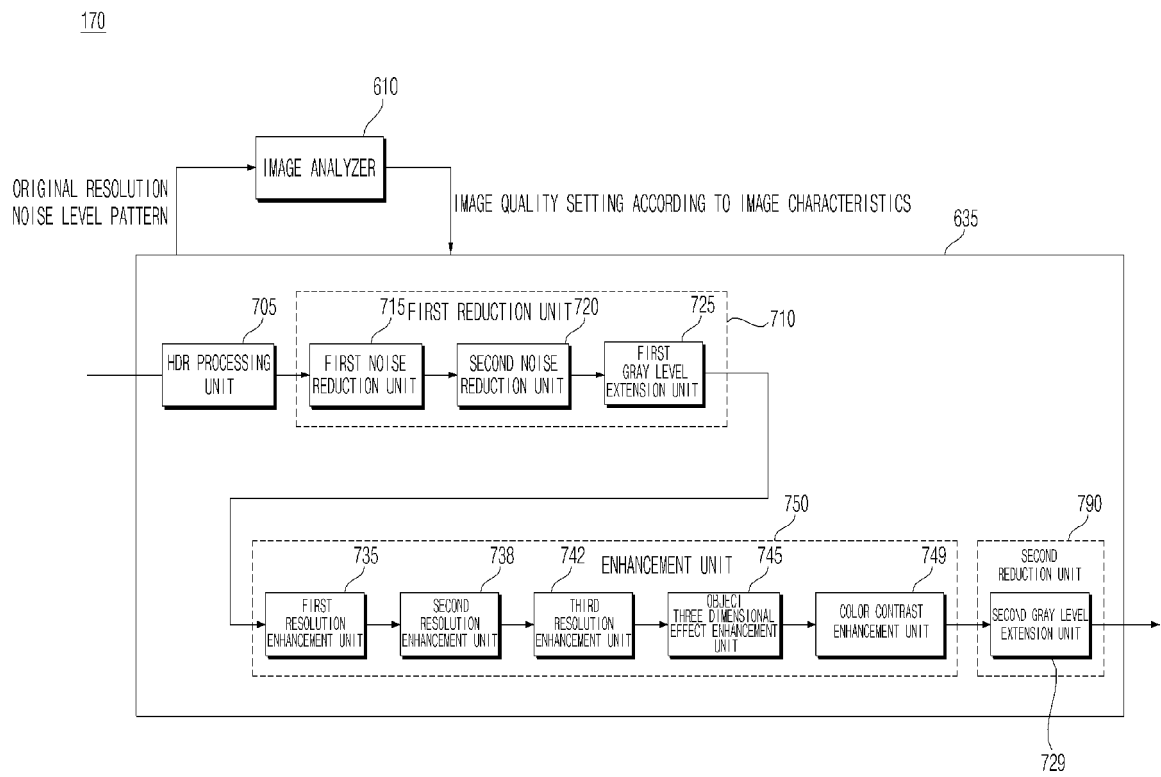 170
610
IMAGE ANALYZER
ORIGINAL RESOLUTION
NOISE LEVEL PATTERN
IMAGE QUALITY SETTING ACCORDING TO IMAGE CHARACTERISTICS
635
705
715
FIRST REDUCTION UNIT
720
725
710
HDR PROCESSING
UNIT
FIRST NOISE
REDUCTION UNIT
SECOND NOISE
REDUCTION UNIT
FIRST
GRAY LEVEL
EXTENSION UNIT
750
790
735
738
742
ENHANCEMENT UNIT
745
749
SECOND
REDUCTION UNIT
FIRST
RESOLUTION
ENHANCEMENT UNIT
SECOND
RESOLUTION
ENHANCEMENT UNIT
THIRD
RESOLUTION
ENHANCEMENT UNIT
OBJECT
THREE DIMENSIONAL
EFFECT ENHANCEMENT
UNIT
COLOR CONTRAST
ENHANCEMENT UNIT
SECOND GRAY LEVEL
EXTENSION UNIT
729